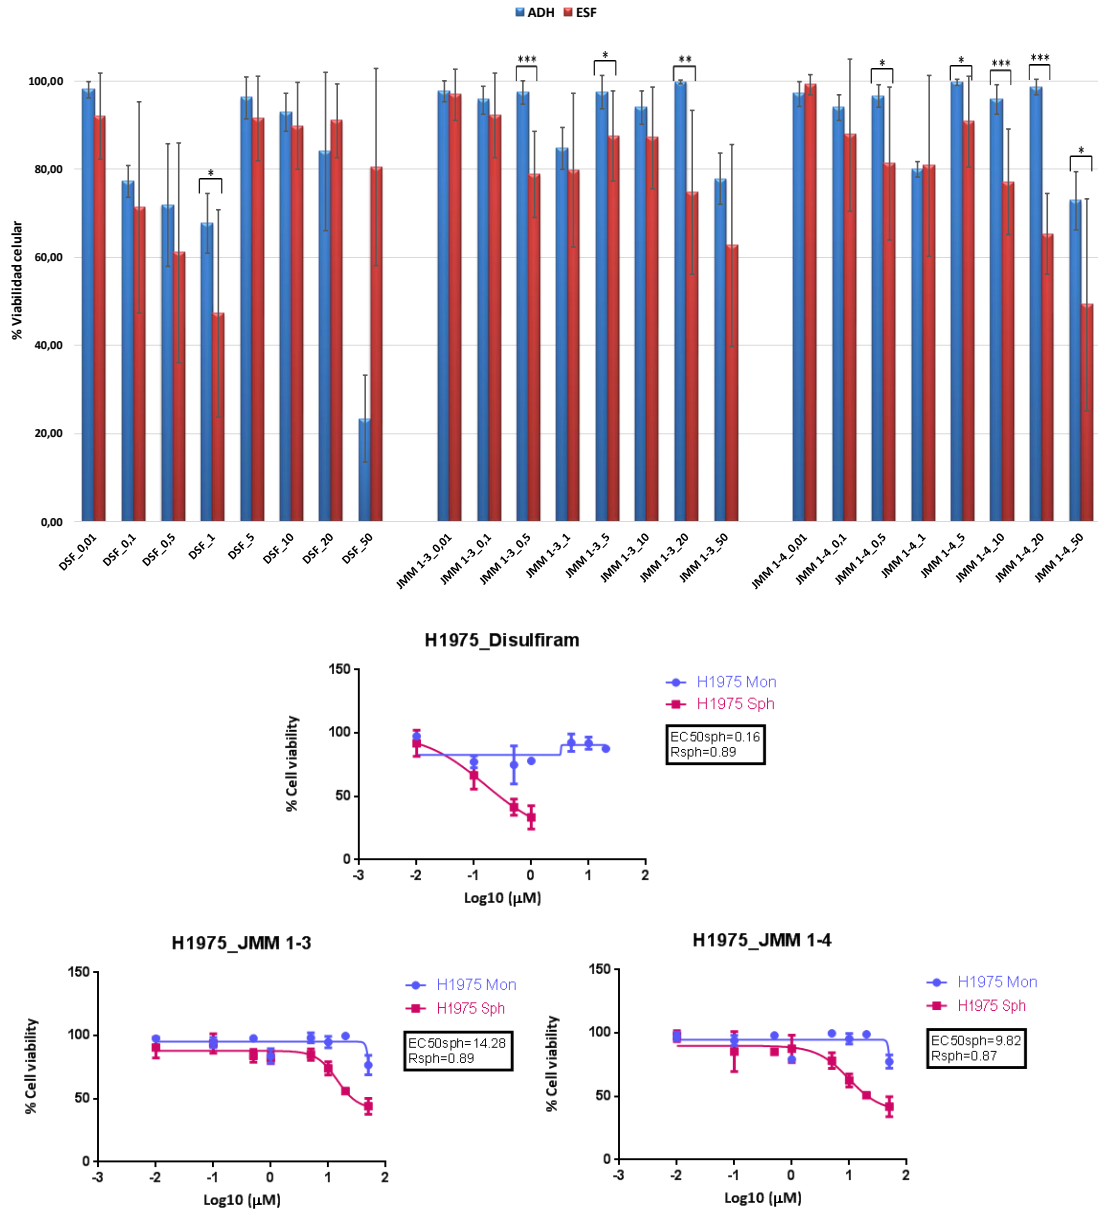 ADH ESF
*** * ** * * *** ***
* *
100,00
80,00
60,00
40,00
20,00
0,00
% Viabilidad celular
DSF_0,01 DSF_0,1 DSF_0,5 DSF_1 DSF_5 DSF_10 DSF_20 DSF_50 JMM 1-3_0,01 JMM 1-3_0,1 JMM 1-3_0,5 JMM 1-3_1 JMM 1-3_5 JMM 1-3_10 JMM 1-3_20 JMM 1-3_50 JMM 1-4_0,01 JMM 1-4_0,1 JMM 1-4_0,5 JMM 1-4_1 JMM 1-4_5 JMM 1-4_10 JMM 1-4_20 JMM 1-4_50
H1975_Disulfiram
150
100
50
0
% Cell viability
-3 -2 -1 0 1 2
Log10 (μM)
H1975 Mon
H1975 Sph
EC50sph=0.16
Rsph=0.89
H1975_JMM 1-3
150
100
50
0
% Cell viability
-3 -2 -1 0 1 2
Log10 (μM)
H1975 Mon
H1975 Sph
EC50sph=14.28
Rsph=0.89
H1975_JMM 1-4
150
100
50
0
% Cell viability
-3 -2 -1 0 1 2
Log10 (μM)
H1975 Mon
H1975 Sph
EC50sph=9.82
Rsph=0.87